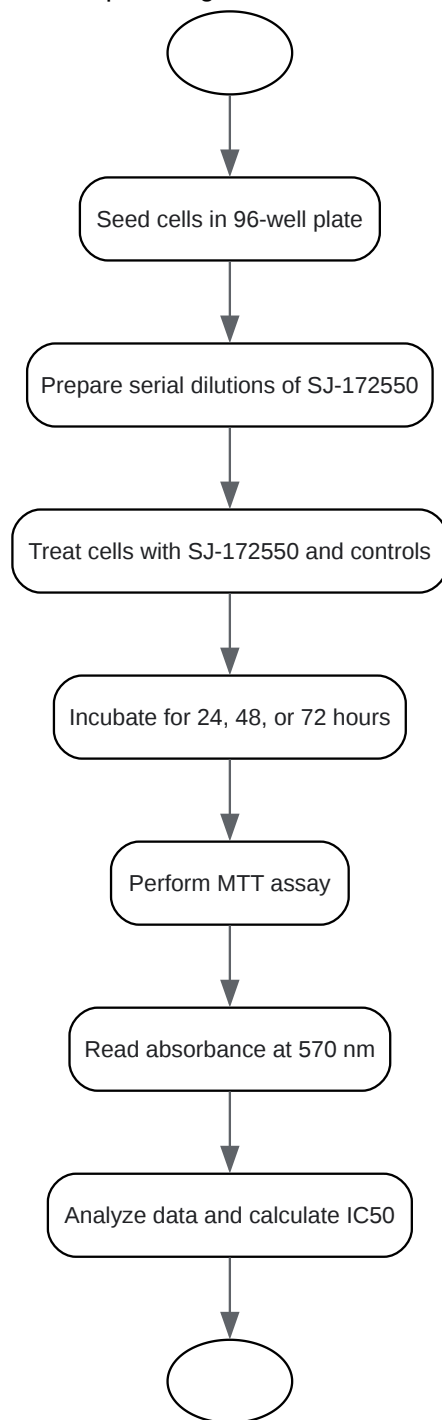 Seed cells in 96-well plate
Prepare serial dilutions of SJ-172550
Treat cells with SJ-172550 and controls
Incubate for 24, 48, or 72 hours
Perform MTT assay
Read absorbance at 570 nm
Analyze data and calculate IC50